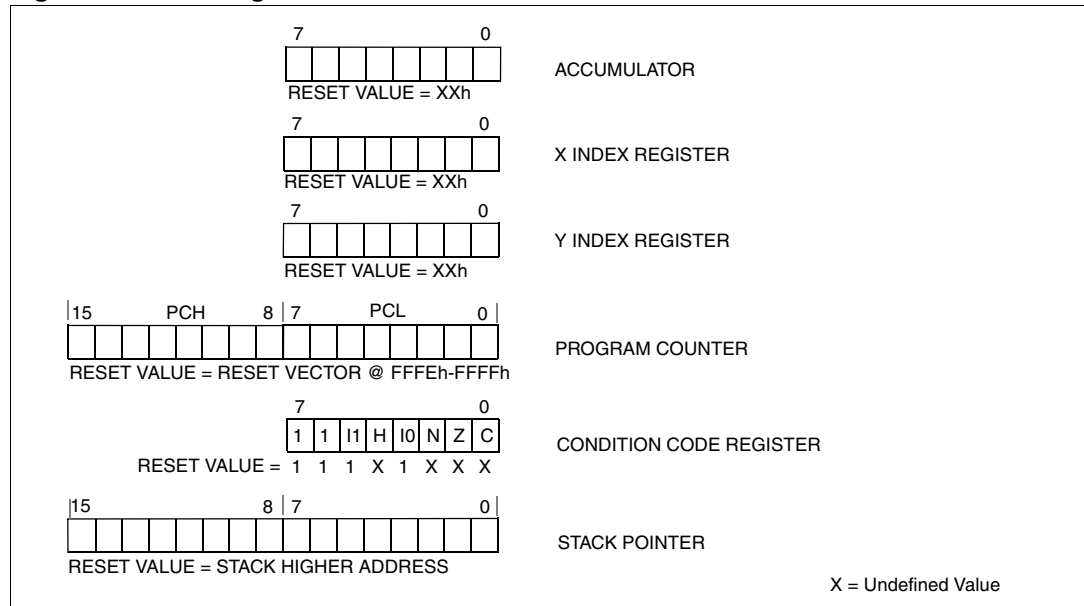 7 0
ACCUMULATOR
RESET VALUE = XXh
7 0
X INDEX REGISTER
RESET VALUE = XXh
7 0
Y INDEX REGISTER
RESET VALUE = XXh
15 PCH 8 7 PCL 0
PROGRAM COUNTER
RESET VALUE = RESET VECTOR @ FFFEh-FFFFh
7 0
1 1 I1 H I0 N Z C
CONDITION CODE REGISTER
RESET VALUE = 1 1 1 X 1 X X X
15 8 7 0
STACK POINTER
RESET VALUE = STACK HIGHER ADDRESS
X = Undefined Value